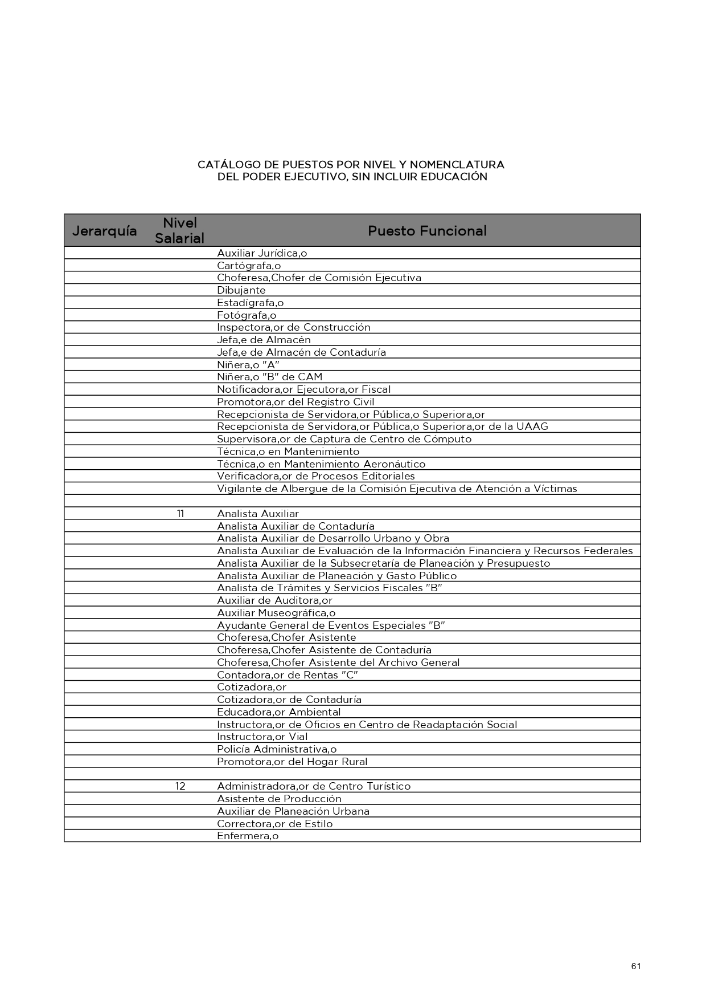 CATÁLOGO DE PUESTOS POR NIVEL Y NOMENCLATURA
DEL PODER EJECUTIVO, SIN INCLUIR EDUCACIÓN
Jerarquía Nivel Salarial Puesto Funcional
Auxiliar Jurídica,o
Cartógrafa,o
Choferesa,Chofer de Comisión Ejecutiva
Dibujante
Estadígrafa,o
Fotógrafa,o
Inspectora,or de Construcción
Jefa,e de Almacén
Jefa,e de Almacén de Contaduría
Niñera,o "A"
Niñera,o "B" de CAM
Notificadora,or Ejecutora,or Fiscal
Promotora,or del Registro Civil
Recepcionista de Servidora,or Pública,o Superiora,or
Recepcionista de Servidora,or Pública,o Superiora,or de la UAAG
Supervisora,or de Captura de Centro de Cómputo
Técnica,o en Mantenimiento
Técnica,o en Mantenimiento Aeronáutico
Verificadora,or de Procesos Editoriales
Vigilante de Albergue de la Comisión Ejecutiva de Atención a Víctimas
11 Analista Auxiliar
Analista Auxiliar de Contaduría
Analista Auxiliar de Desarrollo Urbano y Obra
Analista Auxiliar de Evaluación de la Información Financiera y Recursos Federales
Analista Auxiliar de la Subsecretaría de Planeación y Presupuesto
Analista Auxiliar de Planeación y Gasto Público
Analista de Trámites y Servicios Fiscales "B"
Auxiliar de Auditora,or
Auxiliar Museográfica,o
Ayudante General de Eventos Especiales "B"
Choferesa,Chofer Asistente
Choferesa,Chofer Asistente de Contaduría
Choferesa,Chofer Asistente del Archivo General
Contadora,or de Rentas "C"
Cotizadora,or
Cotizadora,or de Contaduría
Educadora,or Ambiental
Instructora,or de Oficios en Centro de Readaptación Social
Instructora,or Vial
Policía Administrativa,o
Promotora,or del Hogar Rural
12 Administradora,or de Centro Turístico
Asistente de Producción
Auxiliar de Planeación Urbana
Correctora,or de Estilo
Enfermera,o
61